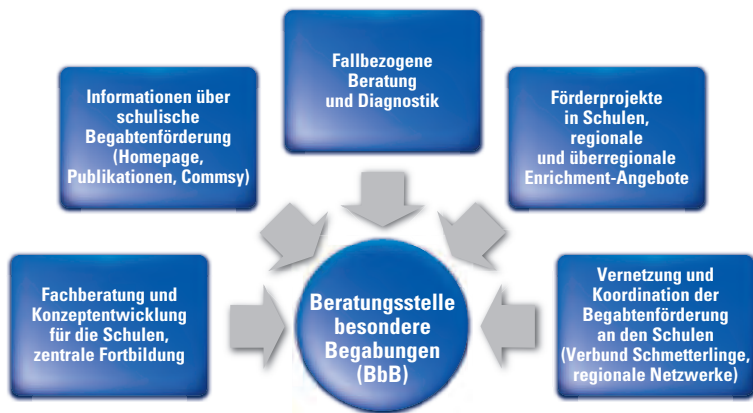 Fallbezogene
Beratung
und Diagnostik
Informationen über
schulische
Begabtenförderung
(Homepage,
Publikationen, Commsy)
Förderprojekte
in Schulen,
regionale
und überregionale
Enrichment-Angebote
Fachberatung und
Konzeptentwicklung
für die Schulen,
zentrale Fortbildung
Beratungsstelle
besondere
Begabungen
(BbB)
Vernetzung und
Koordination der
Begabtenförderung
an den Schulen
(Verbund Schmetterlinge,
regionale Netzwerke)